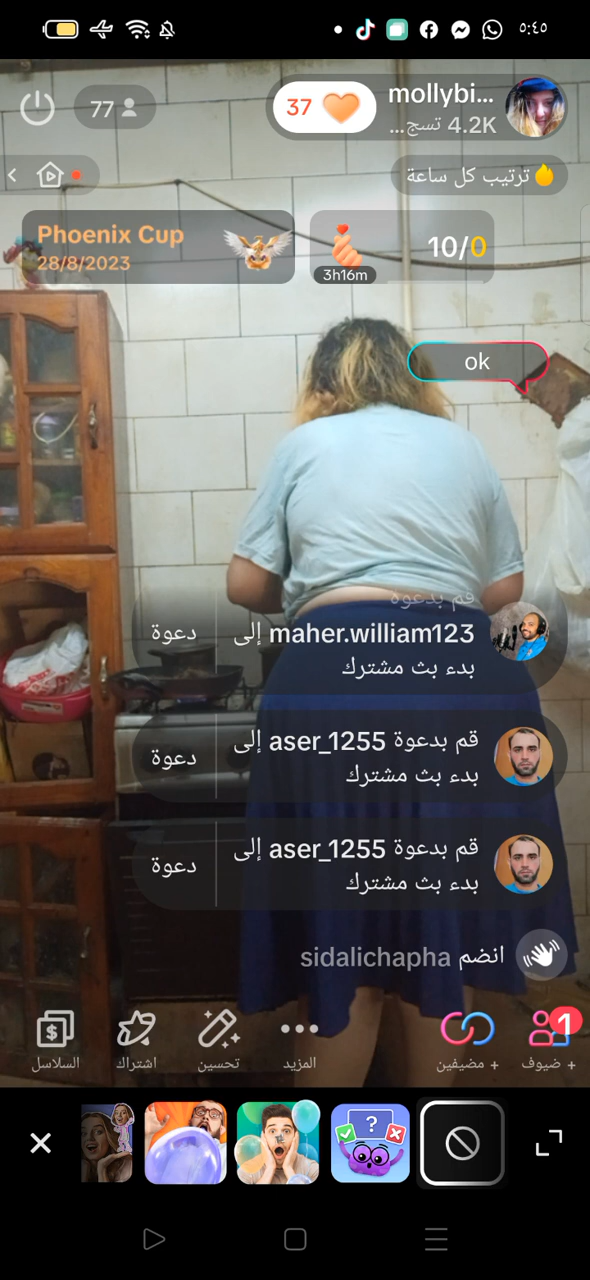 ٥:٤٥
mollybi...
4.2K تسج...
37
77
ترتيب كل ساعة
Phoenix Cup
28/8/2023
10/0
3h16m
ok
قم بدعوة
maher.william123 إلى
بدء بث مشترك
دعوة
قم بدعوة aser_1255 إلى
بدء بث مشترك
دعوة
قم بدعوة aser_1255 إلى
بدء بث مشترك
دعوة
انضم sidalichapha
1
+ ضيوف
+ مضيفين
المزيد
تحسين
اشتراك
السلاسل
?